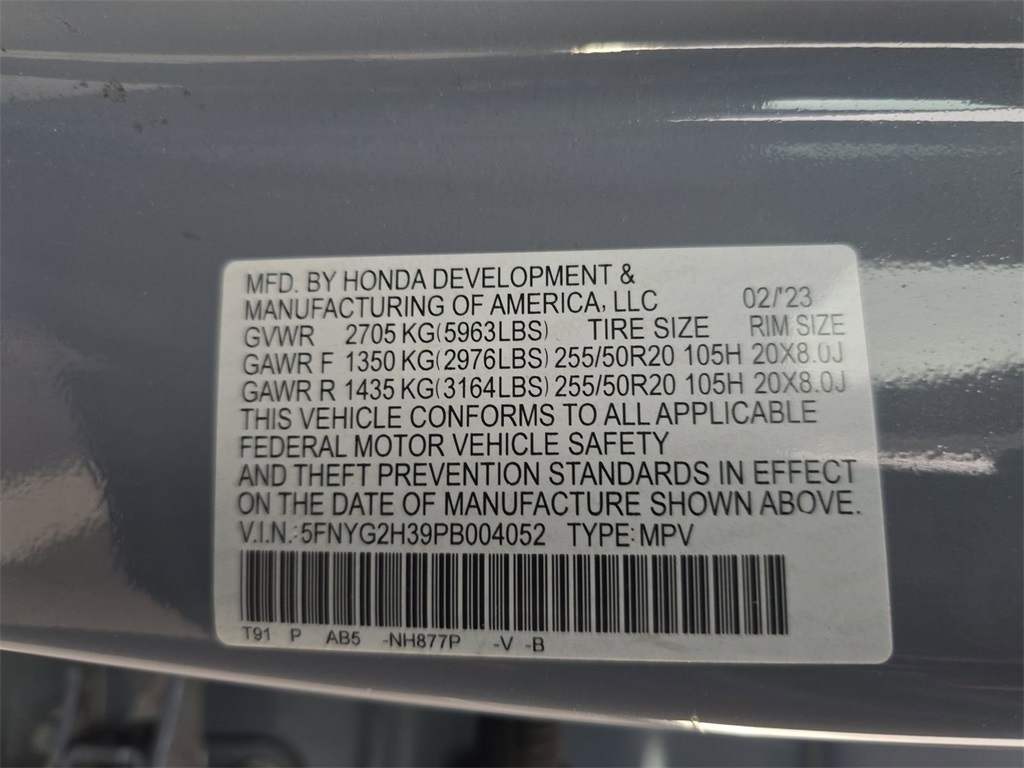 MFD. BY HONDA DEVELOPMENT &
MANUFACTURING OF AMERICA, LLC 02/'23
GVWR 2705 KG(5963LBS) TIRE SIZE RIM SIZE
GAWR F 1350 KG(2976LBS) 255/50R20 105H 20X8.0J
GAWR R 1435 KG(3164LBS) 255/50R20 105H 20X8.0J
THIS VEHICLE CONFORMS TO ALL APPLICABLE
FEDERAL MOTOR VEHICLE SAFETY
AND THEFT PREVENTION STANDARDS IN EFFECT
ON THE DATE OF MANUFACTURE SHOWN ABOVE.
V.I.N.:5FNYG2H39PB004052 TYPE:MPV
T91 P AB5 -NH877P -V -B